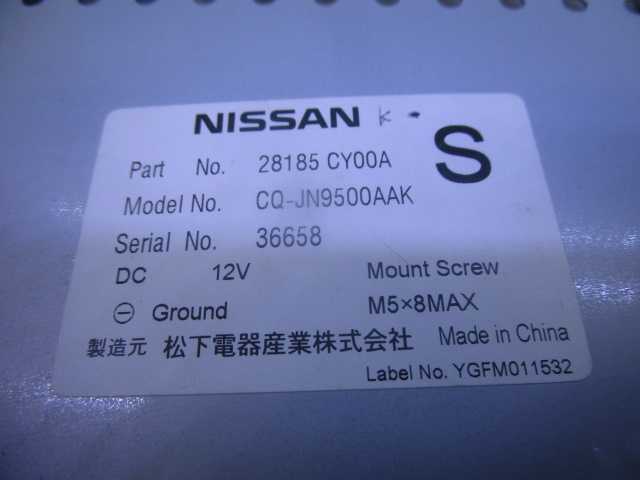 NISSAN K
Part No. 28185 CY00A S
Model No. CQ-JN9500AAK
Serial No. 36658
DC 12V Mount Screw
⊖ Ground M5×8MAX
製造元 松下電器産業株式会社 Made in China
Label No. YGFM011532